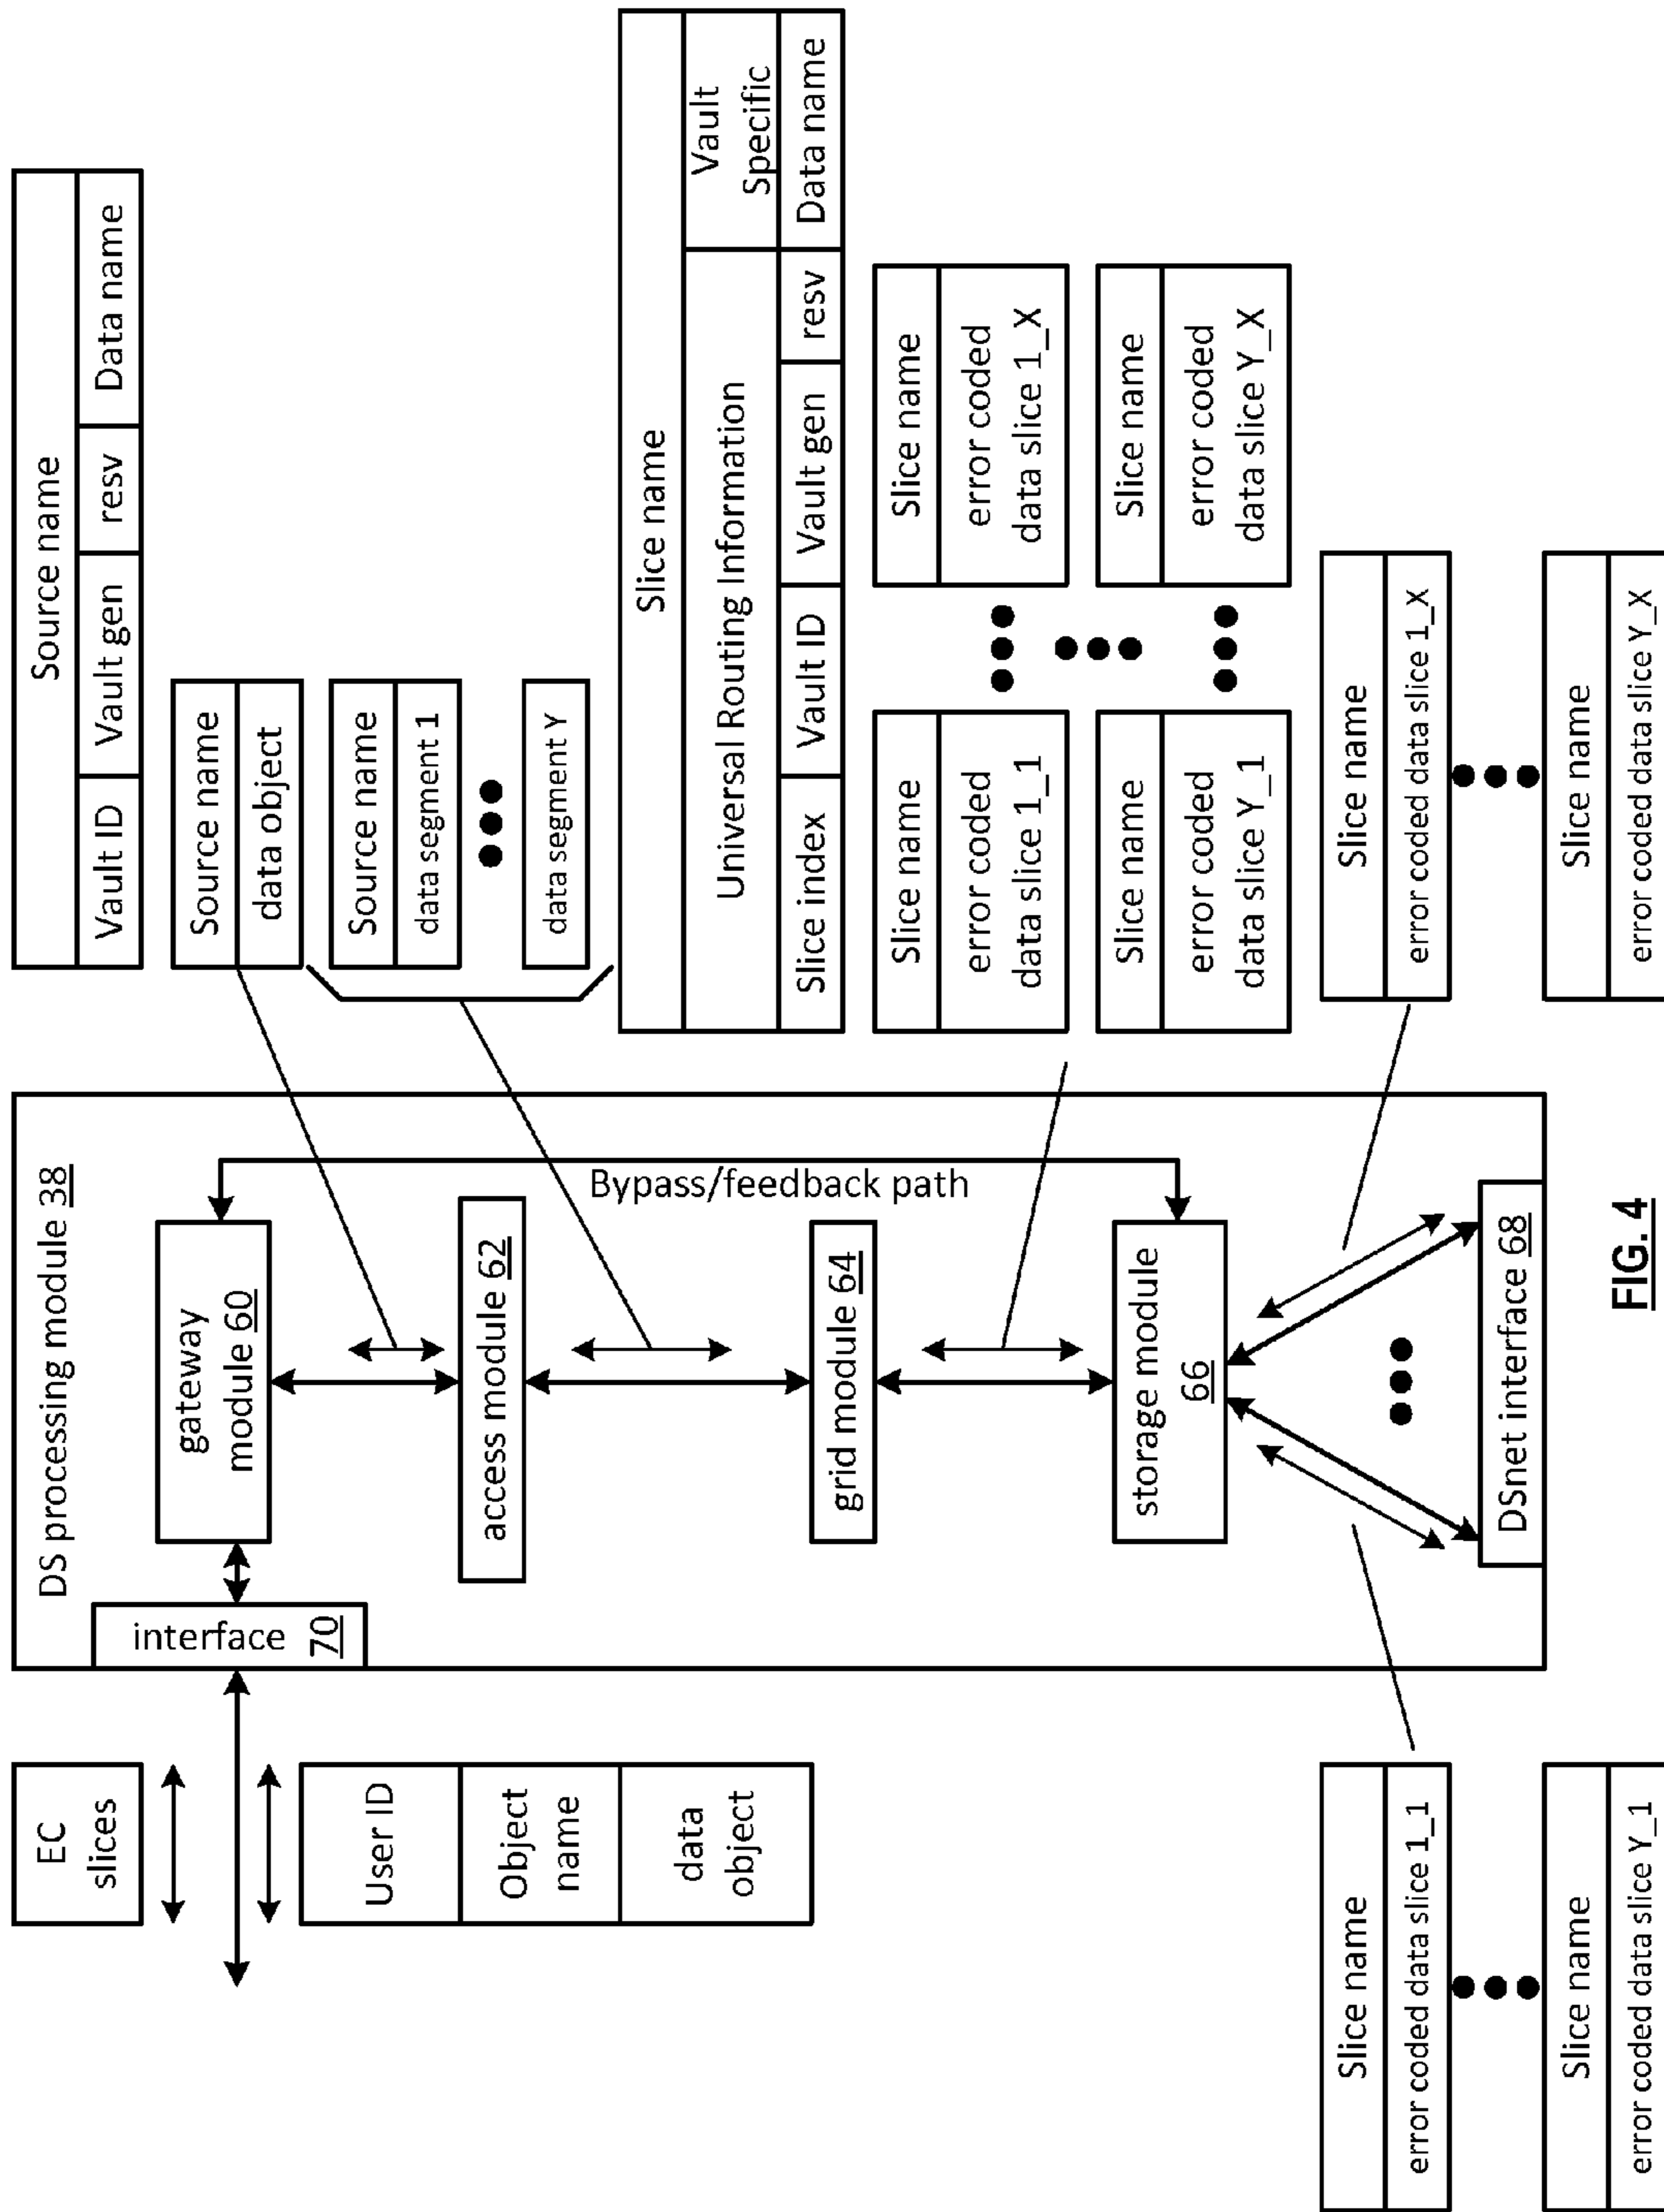 EC
slices
User ID
Object
name
data
object
DS processing module 38
interface 70
gateway
module 60
access module 62
Bypass/feedback path
grid module 64
storage module
66
DSnet interface 68
Source name
Vault ID Vault gen resv Data name
Source name
data object
Source name
data segment 1
data segment Y
Slice name
Universal Routing Information
Vault
Specific
Slice index Vault ID Vault gen resv Data name
Slice name
error coded
data slice 1_1
Slice name
error coded
data slice 1_X
Slice name
error coded
data slice Y_1
Slice name
error coded
data slice Y_X
Slice name
error coded data slice 1_1
Slice name
error coded data slice Y_1
Slice name
error coded data slice 1_X
Slice name
error coded data slice Y_X
FIG. 4